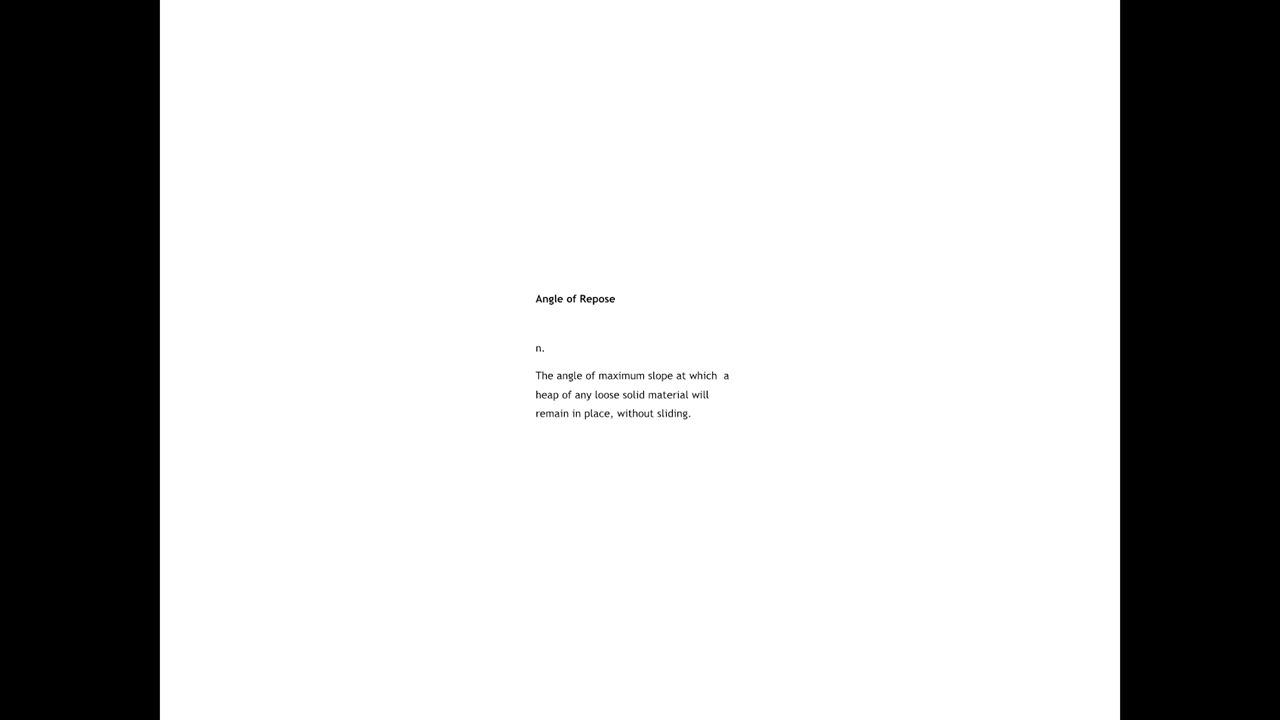 Angle of Repose
n.
The angle of maximum slope at which  a
heap of any loose solid material will
remain in place, without sliding.